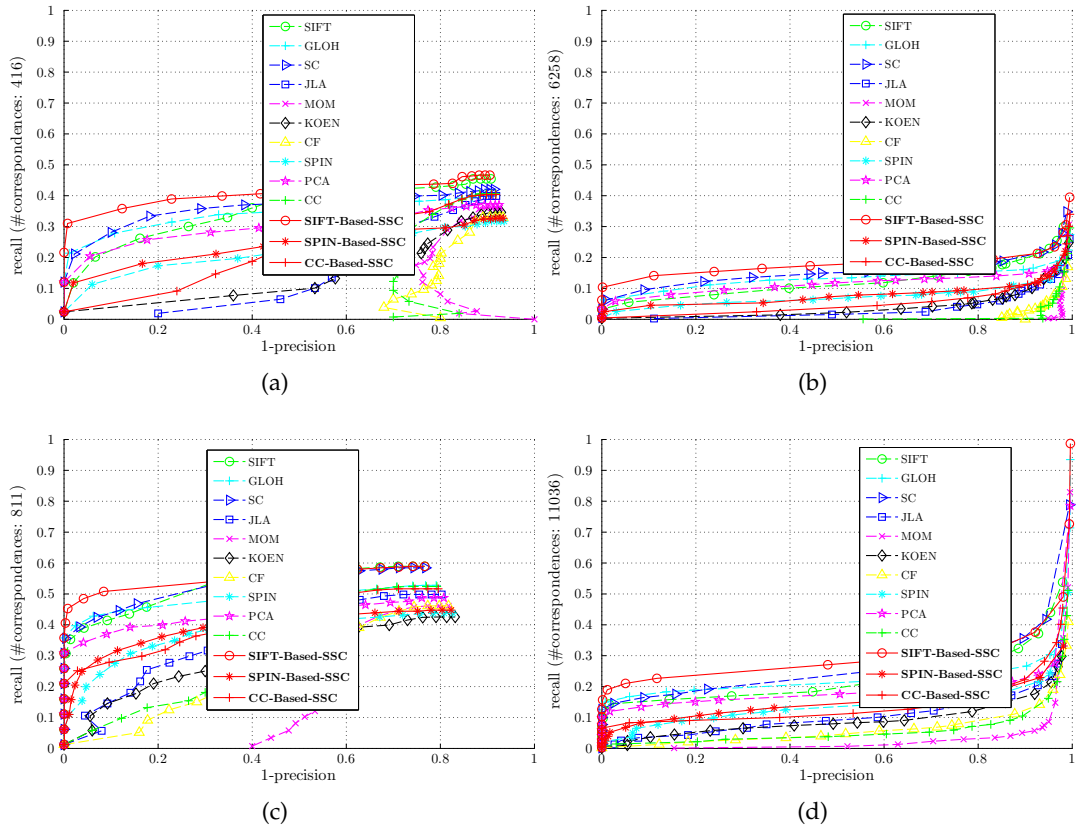 1
0.9
0.8
0.7
0.6
0.5
0.4
0.3
0.2
0.1
0
recall (#correspondences: 416)
SIFT
GLOH
SC
JLA
MOM
KOEN
CF
SPIN
PCA
CC
SIFT-Based-SSC
SPIN-Based-SSC
CC-Based-SSC
0
0.2
0.4
0.6
0.8
1
1-precision
(a)
1
0.9
0.8
0.7
0.6
0.5
0.4
0.3
0.2
0.1
0
recall (#correspondences: 6258)
SIFT
GLOH
SC
JLA
MOM
KOEN
CF
SPIN
PCA
CC
SIFT-Based-SSC
SPIN-Based-SSC
CC-Based-SSC
0
0.2
0.4
0.6
0.8
1
1-precision
(b)
1
0.9
0.8
0.7
0.6
0.5
0.4
0.3
0.2
0.1
0
recall (#correspondences: 811)
SIFT
GLOH
SC
JLA
MOM
KOEN
CF
SPIN
PCA
CC
SIFT-Based-SSC
SPIN-Based-SSC
CC-Based-SSC
0
0.2
0.4
0.6
0.8
1
1-precision
(c)
1
0.9
0.8
0.7
0.6
0.5
0.4
0.3
0.2
0.1
0
recall (#correspondences: 11036)
SIFT
GLOH
SC
JLA
MOM
KOEN
CF
SPIN
PCA
CC
SIFT-Based-SSC
SPIN-Based-SSC
CC-Based-SSC
0
0.2
0.4
0.6
0.8
1
1-precision
(d)